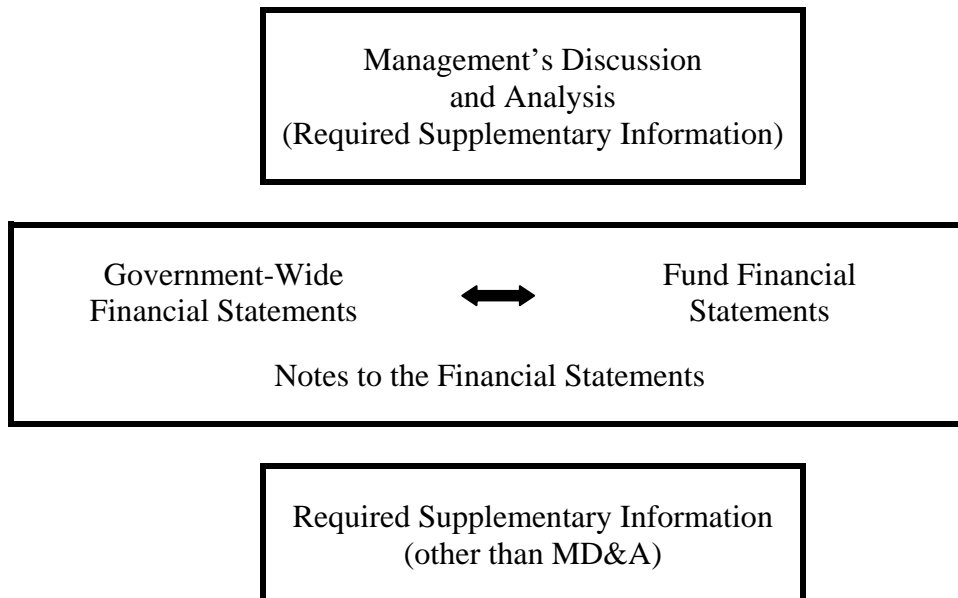 Management’s Discussion
and Analysis
(Required Supplementary Information)
Government-Wide
Financial Statements
Fund Financial
Statements
Notes to the Financial Statements
Required Supplementary Information
(other than MD&A)